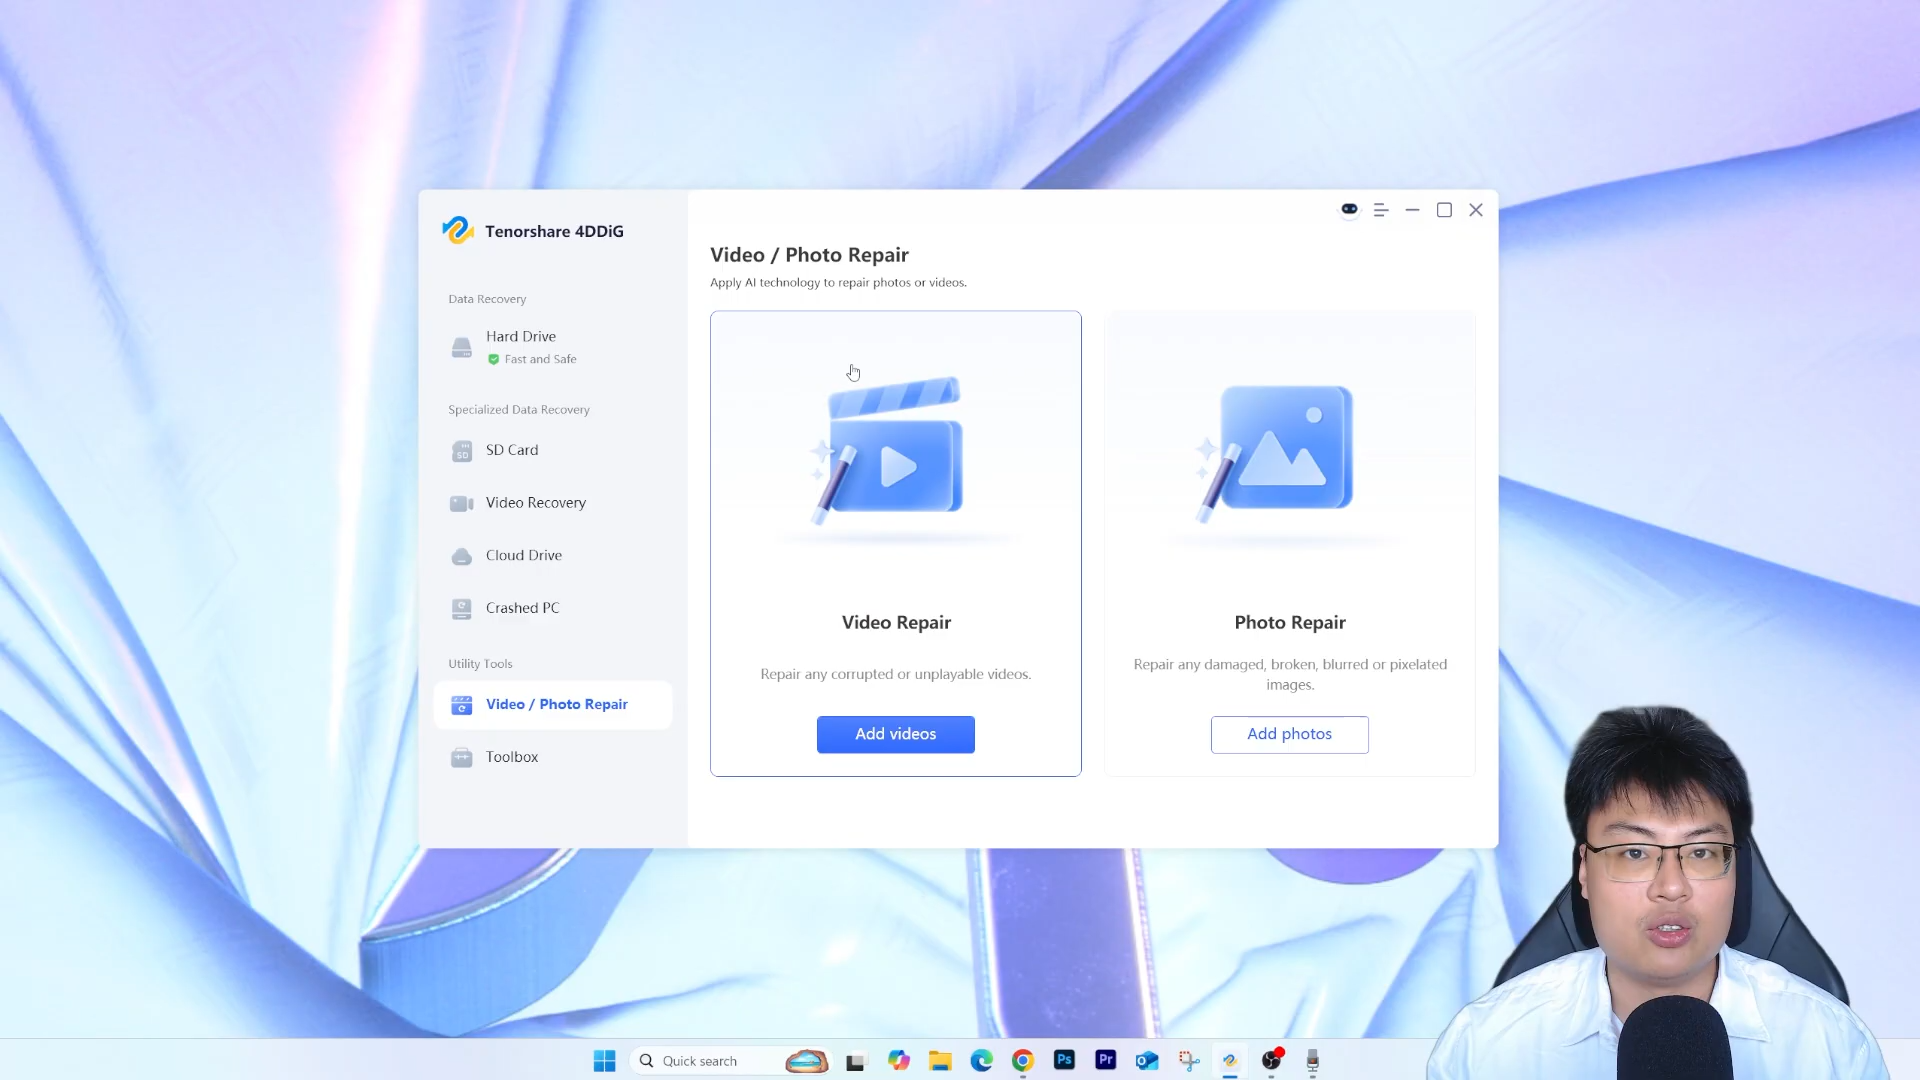 Tenorshare 4DDiG
Data Recovery
Hard Drive
Fast and Safe
Specialized Data Recovery
SD
SD Card
Video Recovery
Cloud Drive
Crashed PC
Utility Tools
Video / Photo Repair
Toolbox
Video / Photo Repair
Apply AI technology to repair photos or videos.
Video Repair
Repair any corrupted or unplayable videos.
Add videos
Photo Repair
Repair any damaged, broken, blurred or pixelated
images.
Add photos
Quick search
Ps
Pr